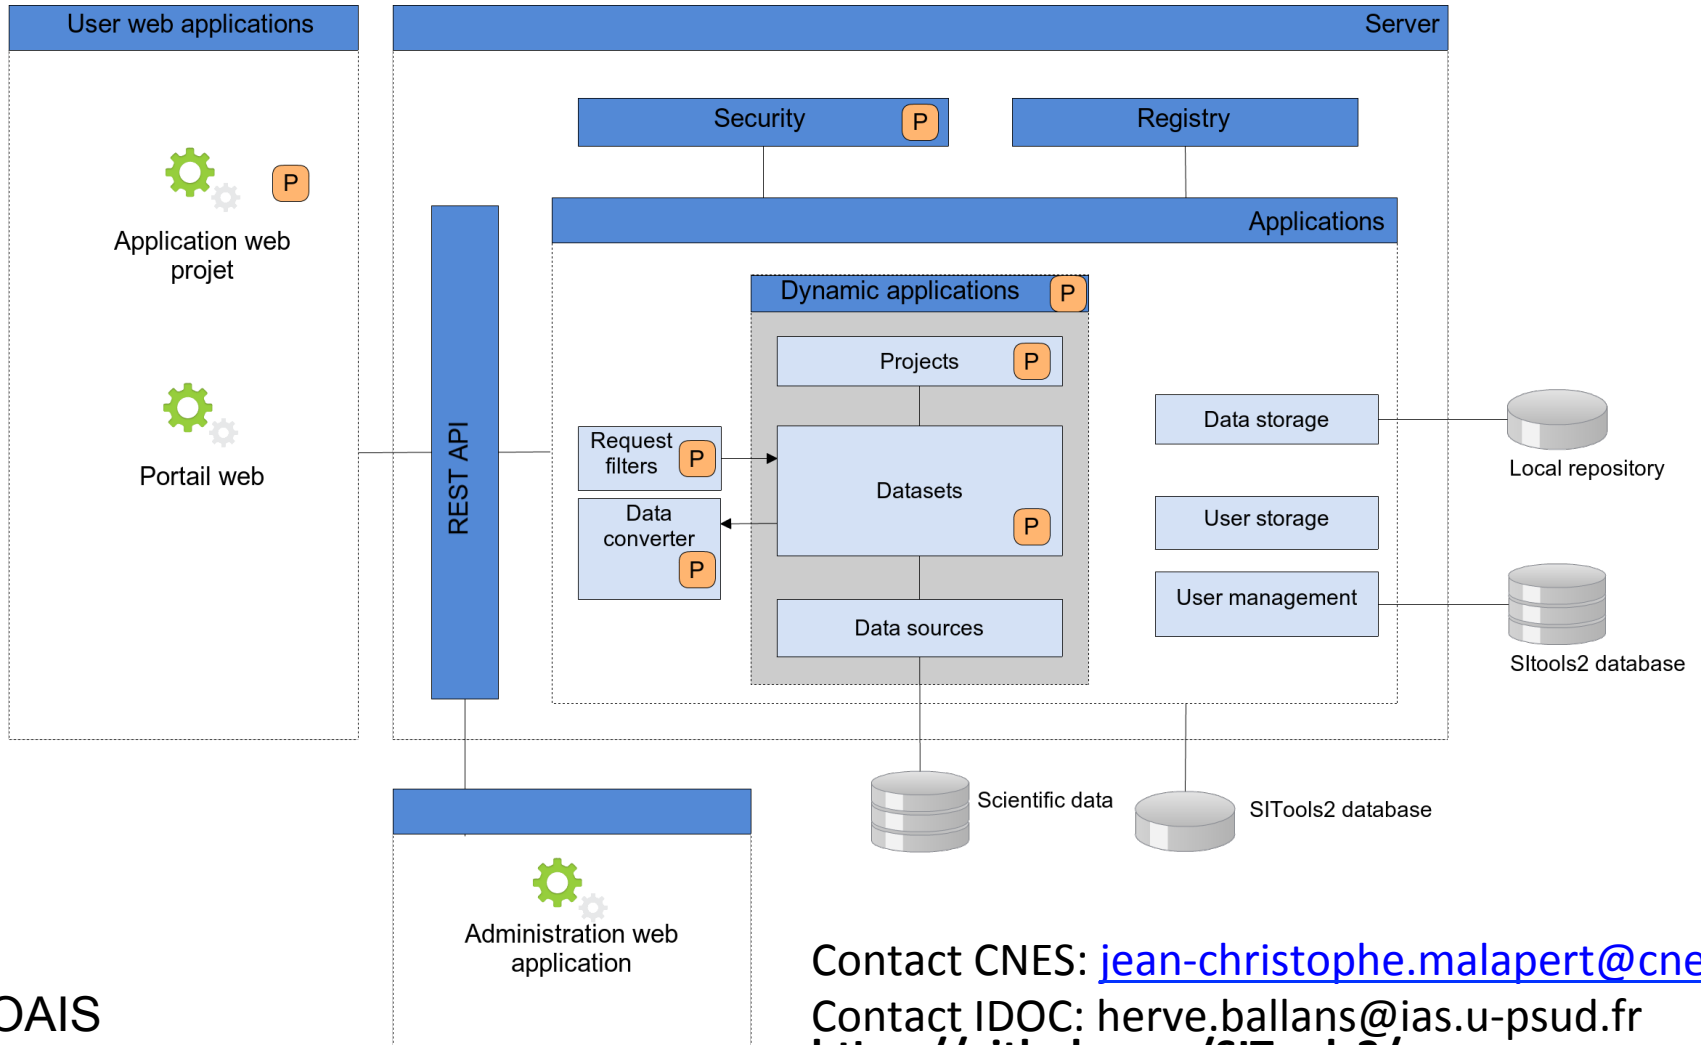 User web applications
Server
Security
P
Registry
P
Application web
projet
Applications
Dynamic applications
P
Projects
P
REST API
Request
filters
P
Datasets
P
Data
converter
P
Data sources
Portail web
Data storage
Local repository
User storage
User management
SItools2 database
Scientific data
SITools2 database
Administration web
application
Contact CNES: jean-christophe.malapert@cne
OAIS
Contact IDOC: herve.ballans@ias.u-psud.fr